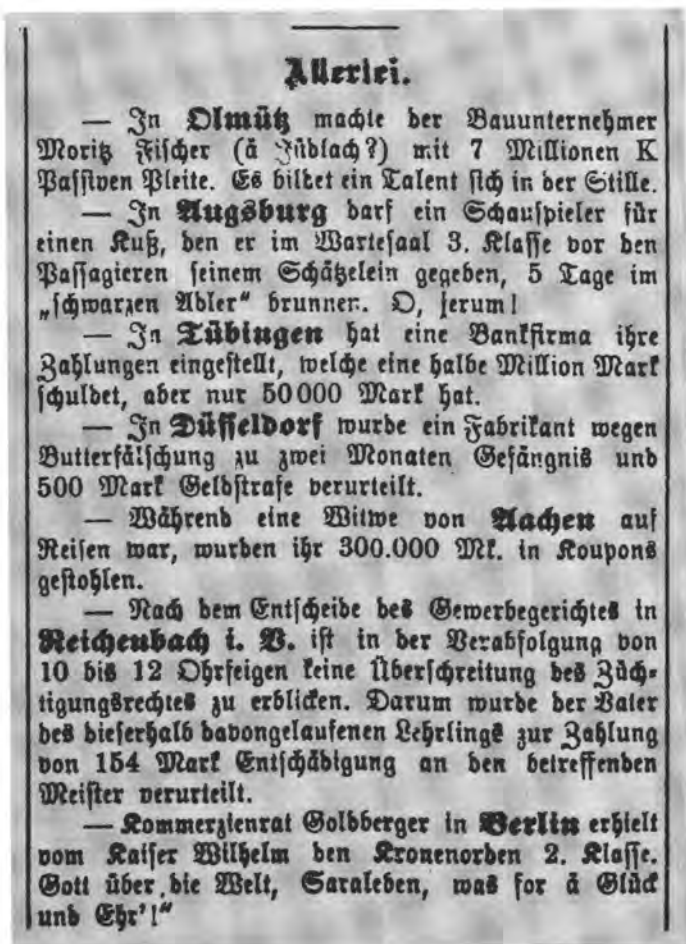 Allerlei.
— In Olmütz machte der Bauunternehmer
Moritz Fischer (ä Jüdlach?) mit 7 Millionen K
Passiven Pleite. Es bildet ein Talent sich in der Stille.
— In Augsburg darf ein Schauspieler für
einen Kuß, den er im Wartesaal 3. Klasse vor den
Passagieren seinem Schätzelein gegeben, 5 Tage im
„schwarzen Adler“ brummen. O, jerum!
— In Tübingen hat eine Bankfirma ihre
Zahlungen eingestellt, welche eine halbe Million Mark
schuldet, aber nur 50000 Mark hat.
— In Düsseldorf wurde ein Fabrikant wegen
Butterfälschung zu zwei Monaten Gefängnis und
500 Mark Geldstrafe verurteilt.
— Während eine Witwe von Aachen auf
Reisen war, wurden ihr 300.000 Mk. in Koupons
gestohlen.
— Nach dem Entscheide des Gewerbegerichtes in
Reichenbach i. V. ist in der Verabfolgung von
10 bis 12 Ohrfeigen keine Überschreitung des Züch-
tigungsrechtes zu erblicken. Darum wurde der Vater
des dieserhalb davongelaufenen Lehrlings zur Zahlung
von 154 Mark Entschädigung an den betreffenden
Meister verurteilt.
— Kommerzienrat Goldberger in Berlin erhielt
vom Kaiser Wilhelm den Kronenorden 2. Klasse.
Gott über die Welt, Saraleben, was for ä Glück
und Ehr'!“